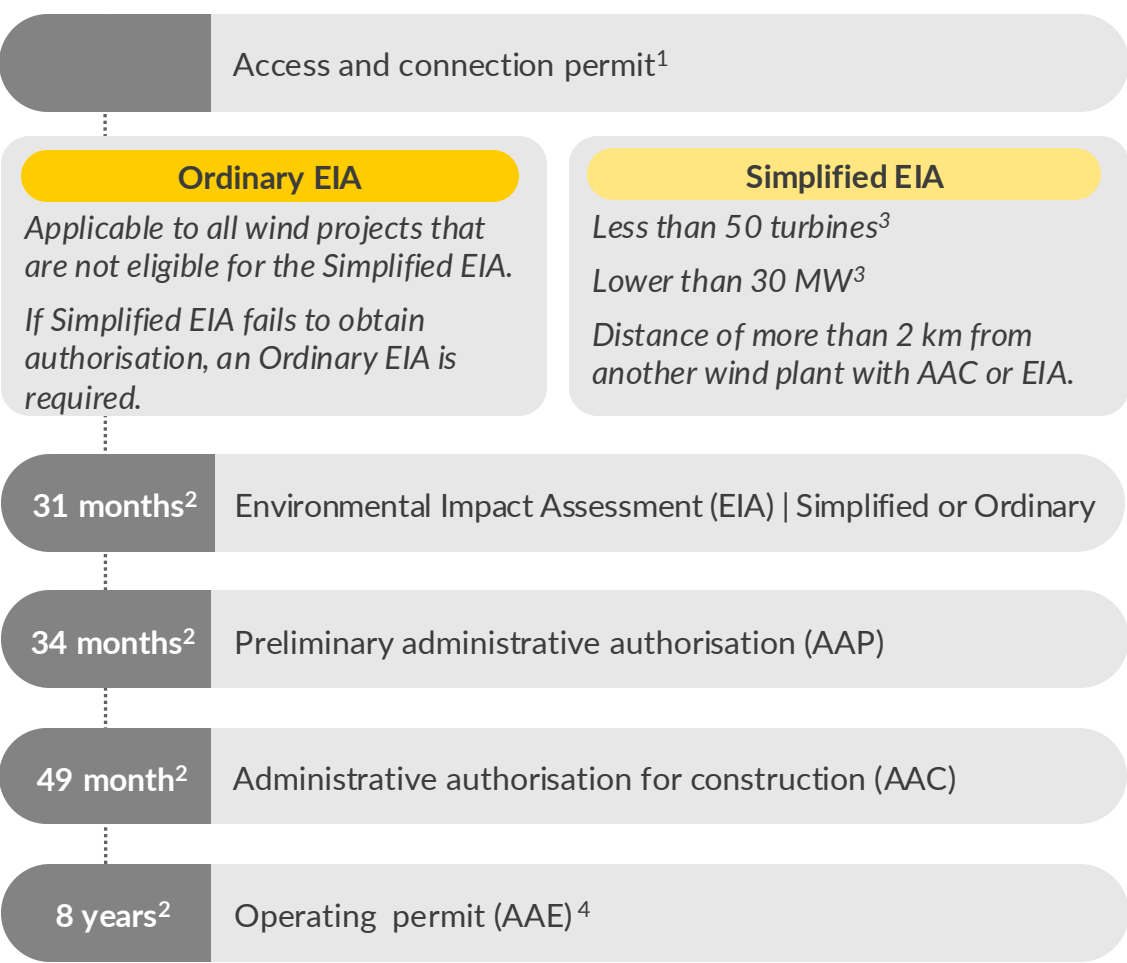 Access and connection permit¹
Ordinary EIA
Applicable to all wind projects that
are not eligible for the Simplified EIA.
If Simplified EIA fails to obtain
authorisation, an Ordinary EIA is
required.
Simplified EIA
Less than 50 turbines³
Lower than 30 MW³
Distance of more than 2 km from
another wind plant with AAC or EIA.
31 months² Environmental Impact Assessment (EIA) | Simplified or Ordinary
34 months² Preliminary administrative authorisation (AAP)
49 month² Administrative authorisation for construction (AAC)
8 years² Operating permit (AAE) ⁴